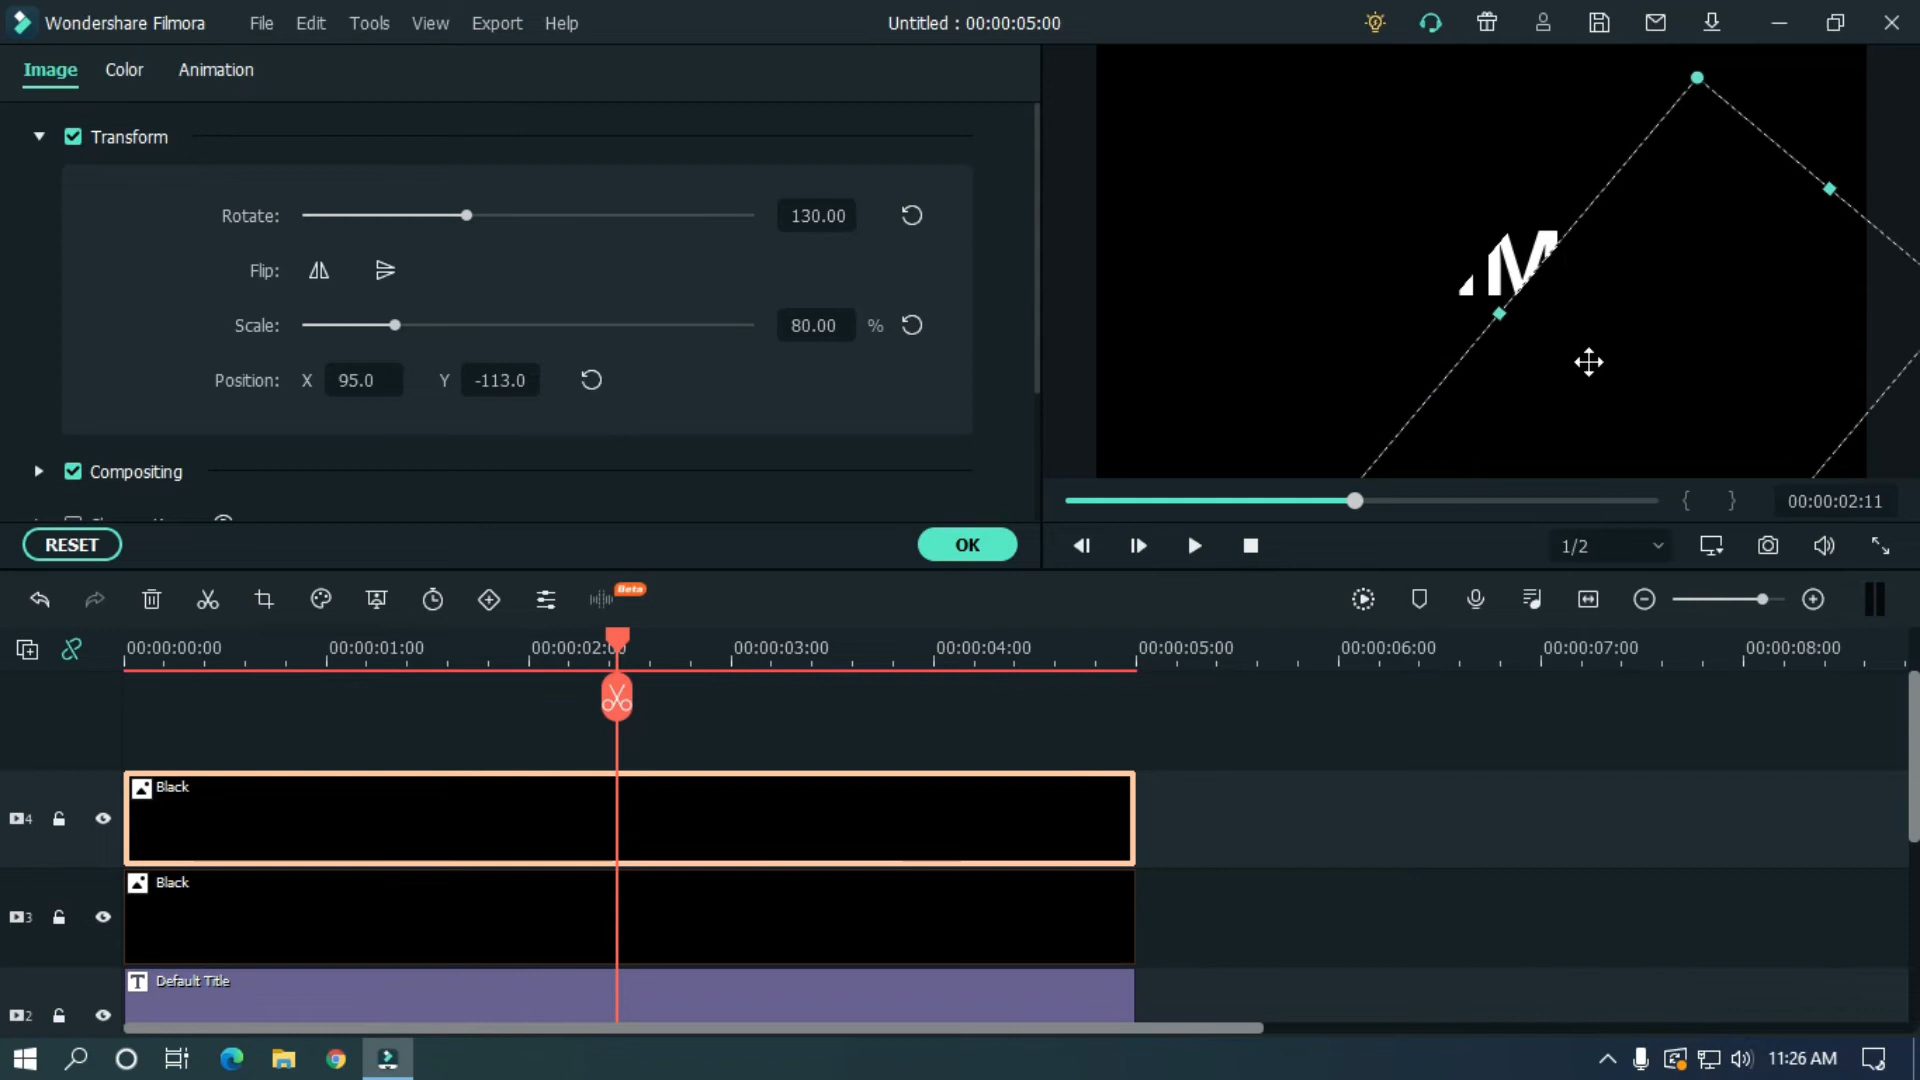 Wondershare Filmora File Edit Tools View Export Help Untitled : 00:00:05:00
Image Color Animation
Transform
Rotate: 130.00
Flip:
Scale: 80.00 %
Position: X 95.0 Y -113.0
Compositing
M
{ } 00:00:02:11
RESET OK
1/2
Beta
00:00:00:00 00:00:01:00 00:00:02:00 00:00:03:00 00:00:04:00 00:00:05:00 00:00:06:00 00:00:07:00 00:00:08:00
Black
4
Black
3
Default Title
2
11:26 AM